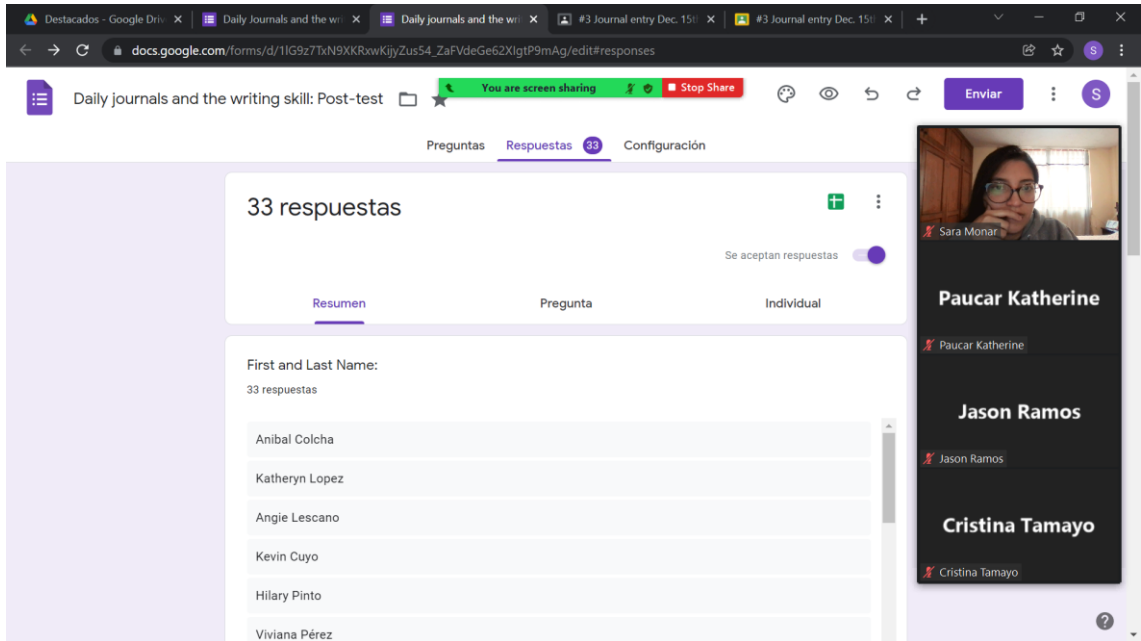 Destacados - Google Driv
Daily Journals and the wr
Daily journals and the wri
#3 Journal entry Dec. 15t
#3 Journal entry Dec. 15t
docs.google.com/forms/d/1lG9z7TxN9XKRxwKijyZus54_ZaFVdeGe62XIgtP9mAg/edit#responses
S
Daily journals and the writing skill: Post-test
You are screen sharing
Stop Share
Enviar
S
Preguntas Respuestas 33 Configuración
33 respuestas
Se aceptan respuestas
Resumen Pregunta Individual
First and Last Name:
33 respuestas
Anibal Colcha
Katheryn Lopez
Angie Lescano
Kevin Cuyo
Hilary Pinto
Viviana Pérez
Sara Monar
Paucar Katherine
Paucar Katherine
Jason Ramos
Jason Ramos
Cristina Tamayo
Cristina Tamayo